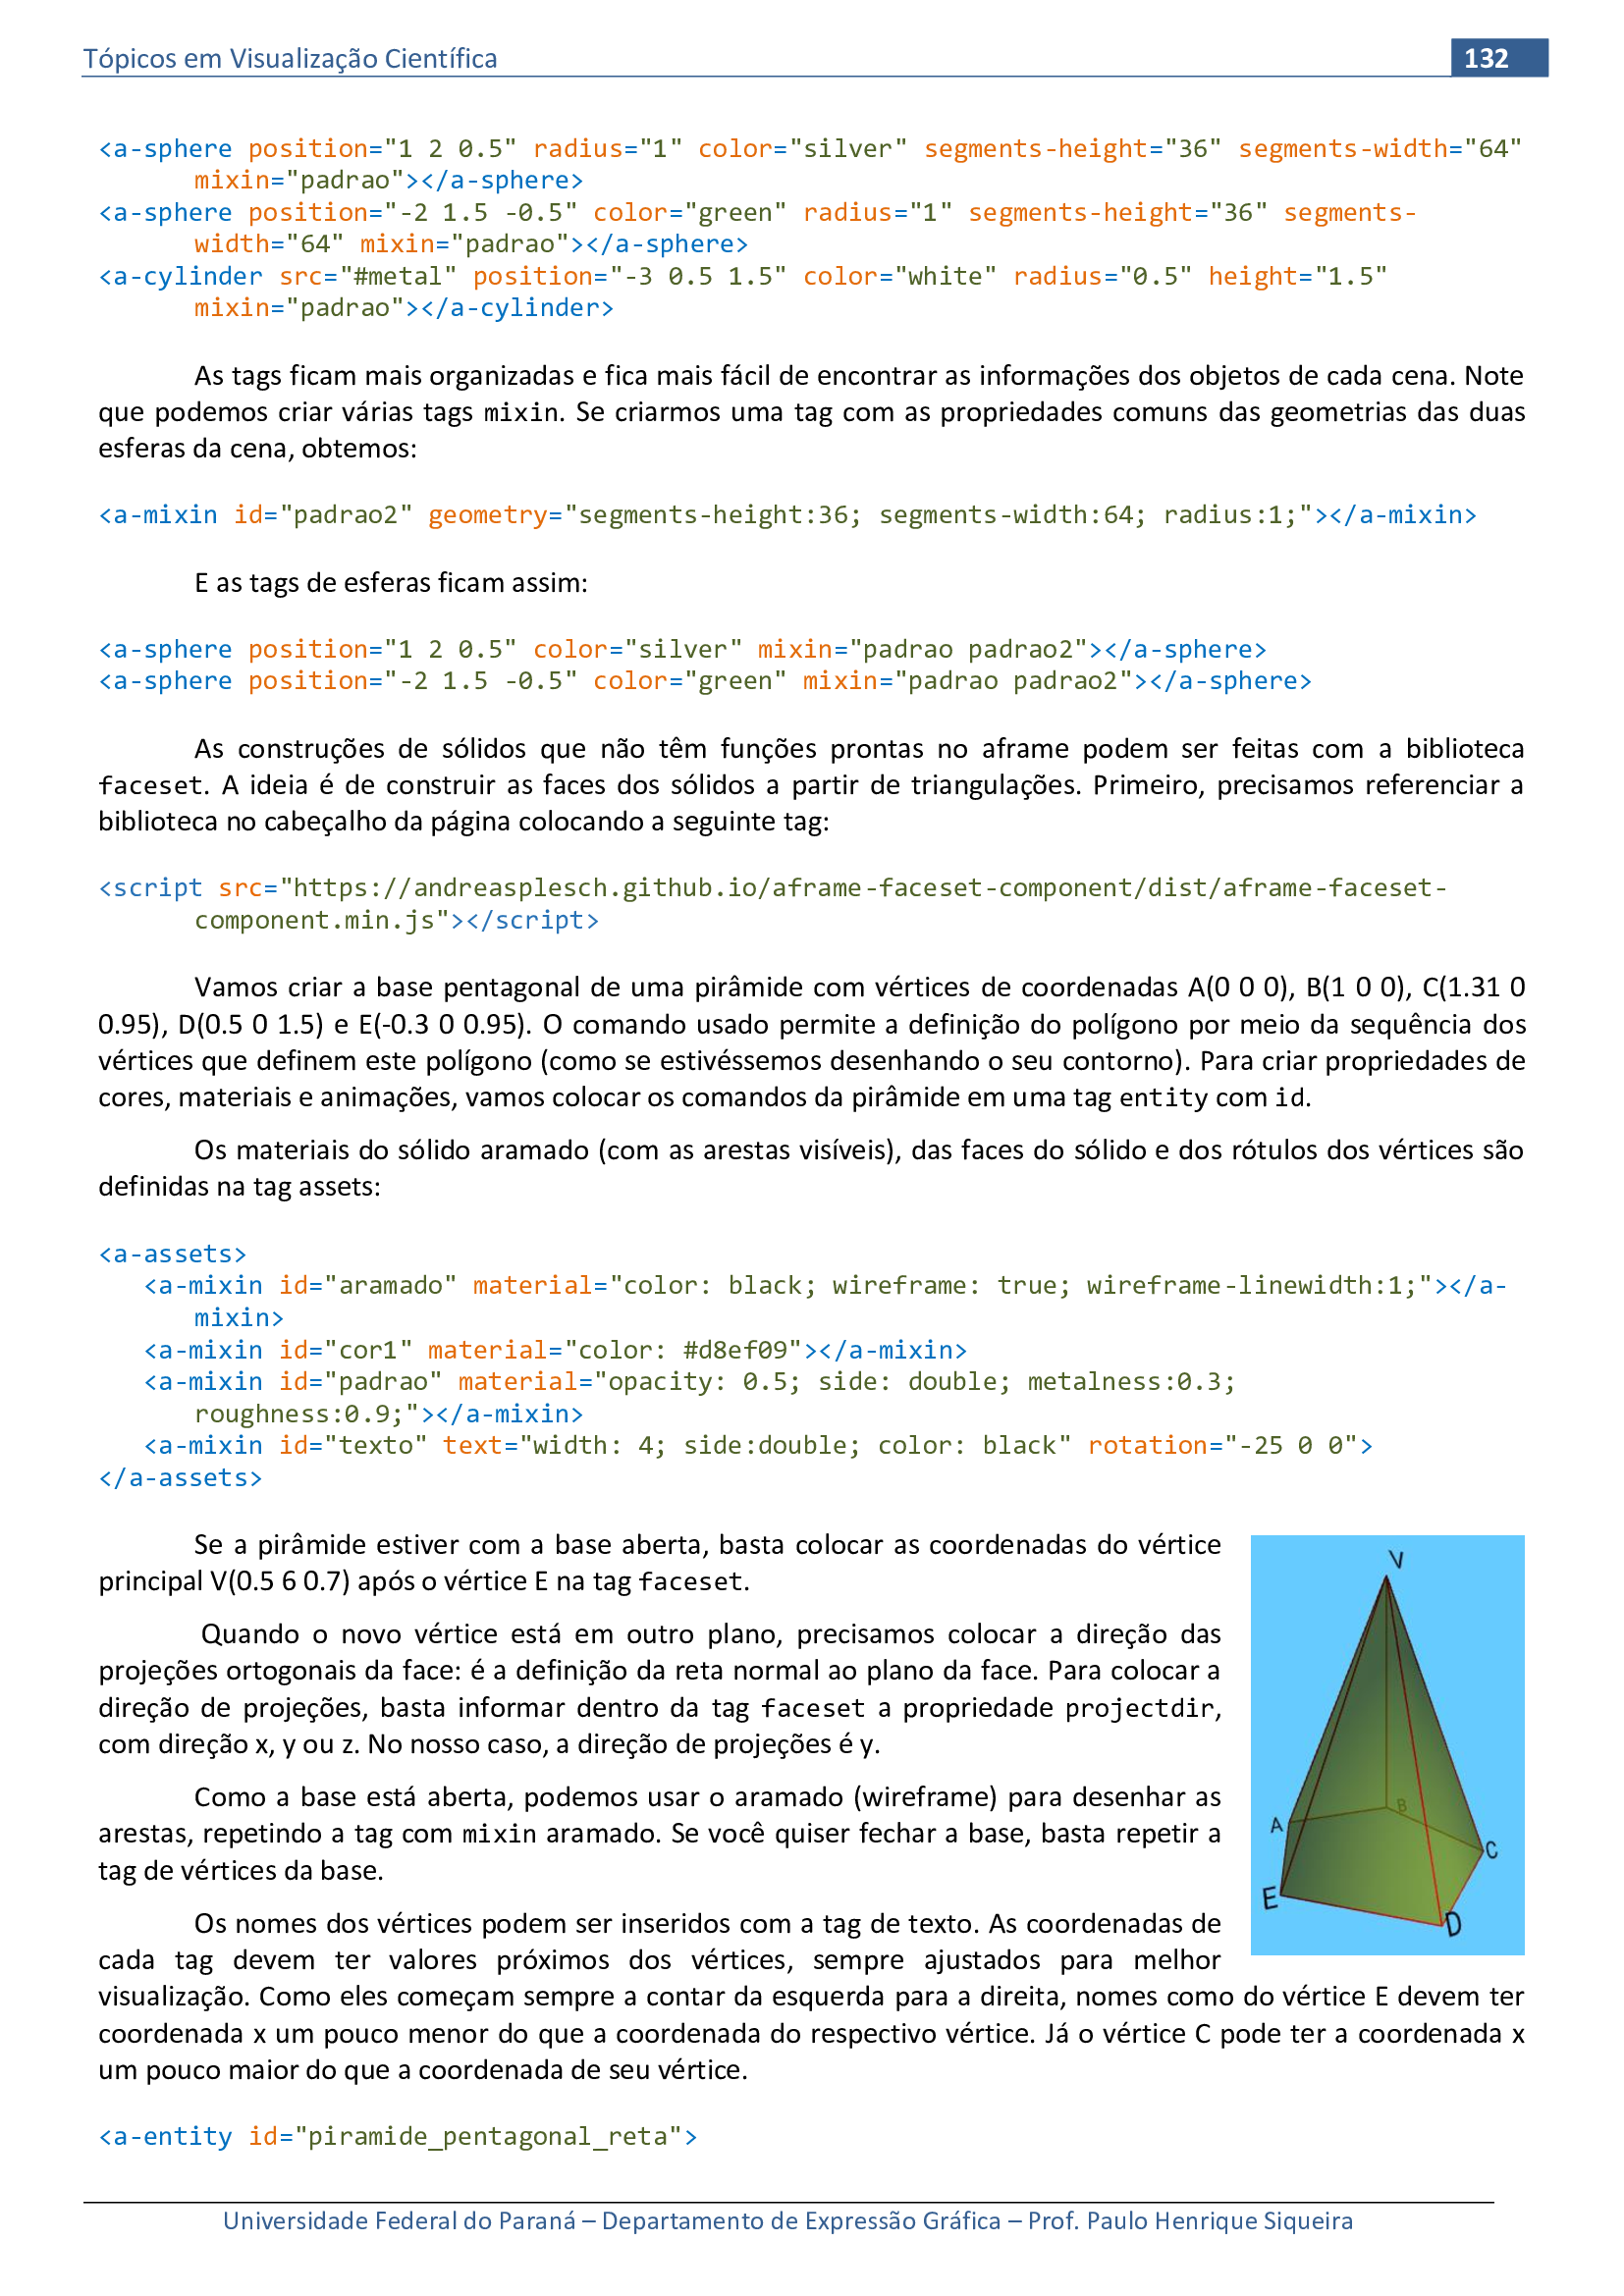 Tópicos em Visualização Científica 132
<a-sphere position="1 2 0.5" radius="1" color="silver" segments-height="36" segments-width="64"
mixin="padrao"></a-sphere>
<a-sphere position="-2 1.5 -0.5" color="green" radius="1" segments-height="36" segments-
width="64" mixin="padrao"></a-sphere>
<a-cylinder src="#metal" position="-3 0.5 1.5" color="white" radius="0.5" height="1.5"
mixin="padrao"></a-cylinder>
As tags ficam mais organizadas e fica mais fácil de encontrar as informações dos objetos de cada cena. Note
que podemos criar várias tags mixin. Se criarmos uma tag com as propriedades comuns das geometrias das duas
esferas da cena, obtemos:
<a-mixin id="padrao2" geometry="segments-height:36; segments-width:64; radius:1;"></a-mixin>
E as tags de esferas ficam assim:
<a-sphere position="1 2 0.5" color="silver" mixin="padrao padrao2"></a-sphere>
<a-sphere position="-2 1.5 -0.5" color="green" mixin="padrao padrao2"></a-sphere>
As construções de sólidos que não têm funções prontas no aframe podem ser feitas com a biblioteca
faceset. A ideia é de construir as faces dos sólidos a partir de triangulações. Primeiro, precisamos referenciar a
biblioteca no cabeçalho da página colocando a seguinte tag:
<script src="https://andreasplesch.github.io/aframe-faceset-component/dist/aframe-faceset-
component.min.js"></script>
Vamos criar a base pentagonal de uma pirâmide com vértices de coordenadas A(0 0 0), B(1 0 0), C(1.31 0
0.95), D(0.5 0 1.5) e E(-0.3 0 0.95). O comando usado permite a definição do polígono por meio da sequência dos
vértices que definem este polígono (como se estivéssemos desenhando o seu contorno). Para criar propriedades de
cores, materiais e animações, vamos colocar os comandos da pirâmide em uma tag entity com id.
Os materiais do sólido aramado (com as arestas visíveis), das faces do sólido e dos rótulos dos vértices são
definidas na tag assets:
<a-assets>
<a-mixin id="aramado" material="color: black; wireframe: true; wireframe-linewidth:1;"></a-
mixin>
<a-mixin id="cor1" material="color: #d8ef09"></a-mixin>
<a-mixin id="padrao" material="opacity: 0.5; side: double; metalness:0.3;
roughness:0.9;"></a-mixin>
<a-mixin id="texto" text="width: 4; side:double; color: black" rotation="-25 0 0">
</a-assets>
Se a pirâmide estiver com a base aberta, basta colocar as coordenadas do vértice
principal V(0.5 6 0.7) após o vértice E na tag faceset.
Quando o novo vértice está em outro plano, precisamos colocar a direção das
projeções ortogonais da face: é a definição da reta normal ao plano da face. Para colocar a
direção de projeções, basta informar dentro da tag faceset a propriedade projectdir,
com direção x, y ou z. No nosso caso, a direção de projeções é y.
Como a base está aberta, podemos usar o aramado (wireframe) para desenhar as
arestas, repetindo a tag com mixin aramado. Se você quiser fechar a base, basta repetir a
tag de vértices da base.
Os nomes dos vértices podem ser inseridos com a tag de texto. As coordenadas de
cada tag devem ter valores próximos dos vértices, sempre ajustados para melhor
visualização. Como eles começam sempre a contar da esquerda para a direita, nomes como do vértice E devem ter
coordenada x um pouco menor do que a coordenada do respectivo vértice. Já o vértice C pode ter a coordenada x
um pouco maior do que a coordenada de seu vértice.
V
B
A
C
E
D
<a-entity id="piramide_pentagonal_reta">
Universidade Federal do Paraná – Departamento de Expressão Gráfica – Prof. Paulo Henrique Siqueira